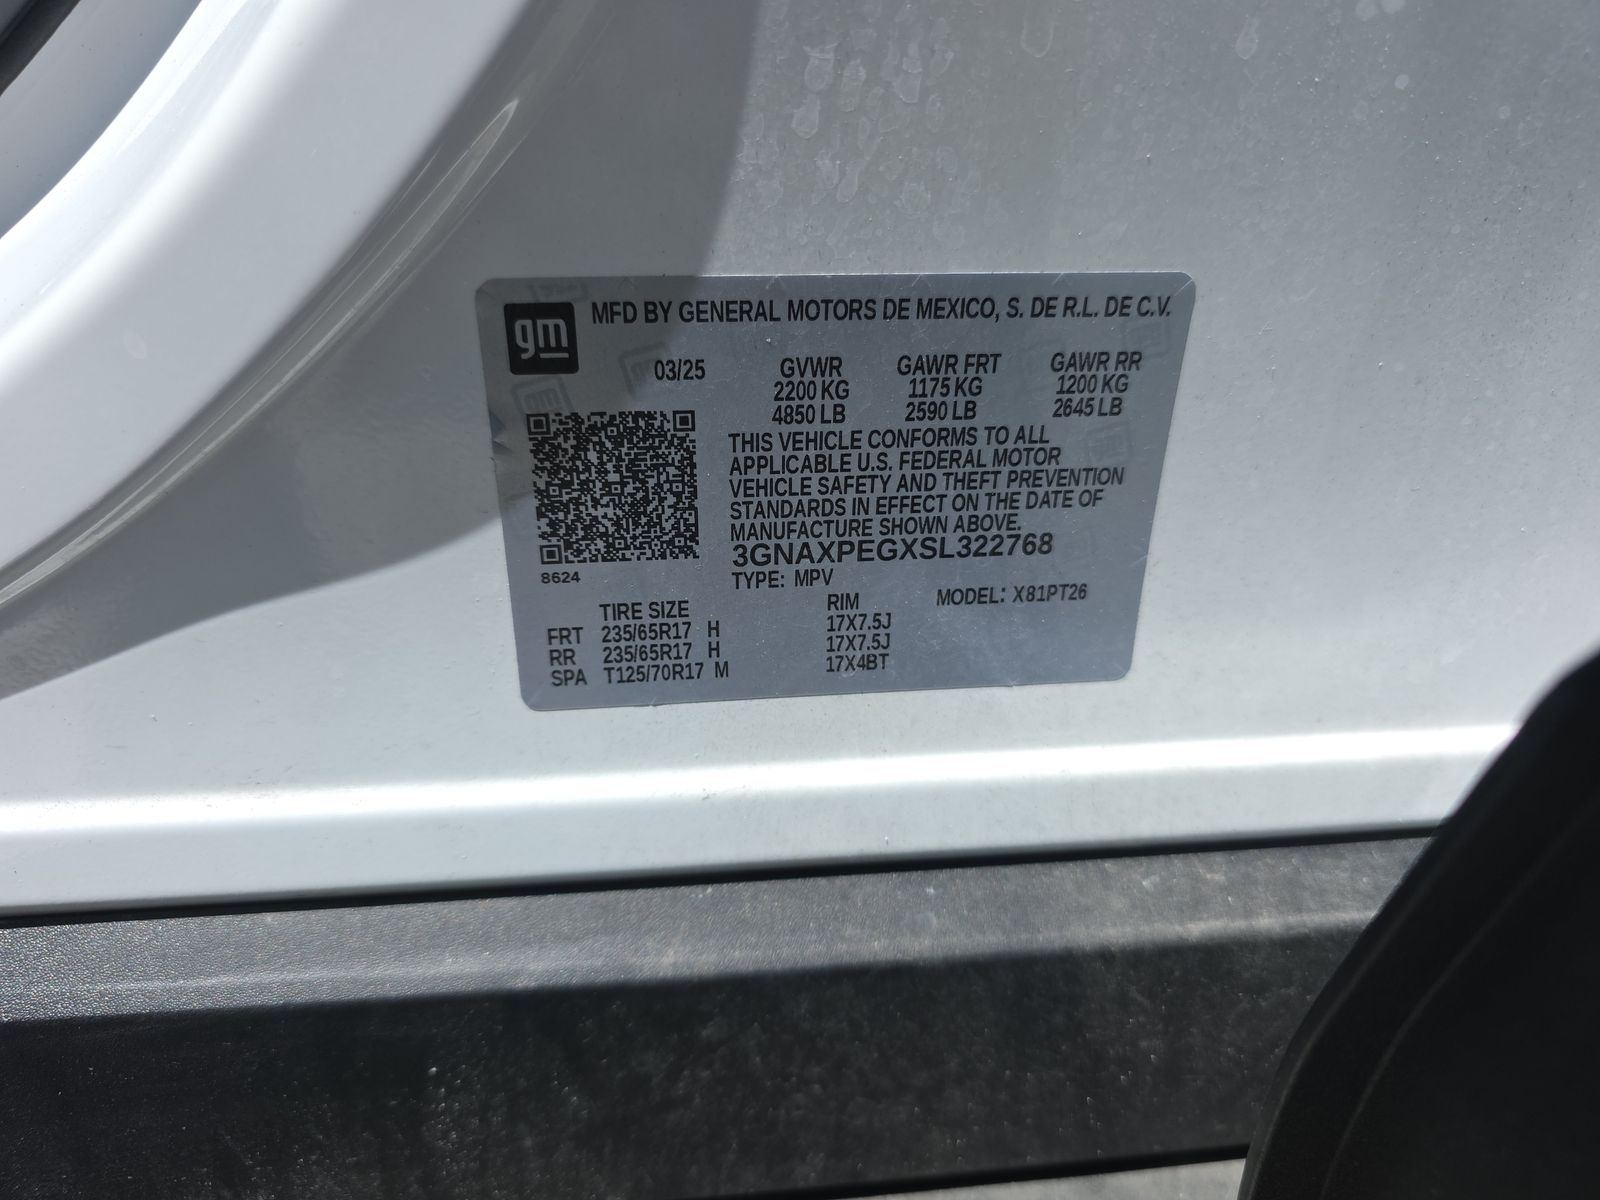 gm MFD BY GENERAL MOTORS DE MEXICO, S. DE R.L. DE C.V.
03/25 GVWR GAWR FRT GAWR RR
2200 KG 1175 KG 1200 KG
4850 LB 2590 LB 2645 LB
THIS VEHICLE CONFORMS TO ALL
APPLICABLE U.S. FEDERAL MOTOR
VEHICLE SAFETY AND THEFT PREVENTION
STANDARDS IN EFFECT ON THE DATE OF
MANUFACTURE SHOWN ABOVE.
3GNAXPEGXSL322768
8624
TYPE: MPV MODEL: X81PT26
TIRE SIZE RIM
FRT 235/65R17 H 17X7.5J
RR 235/65R17 H 17X7.5J
SPA T125/70R17 M 17X4BT